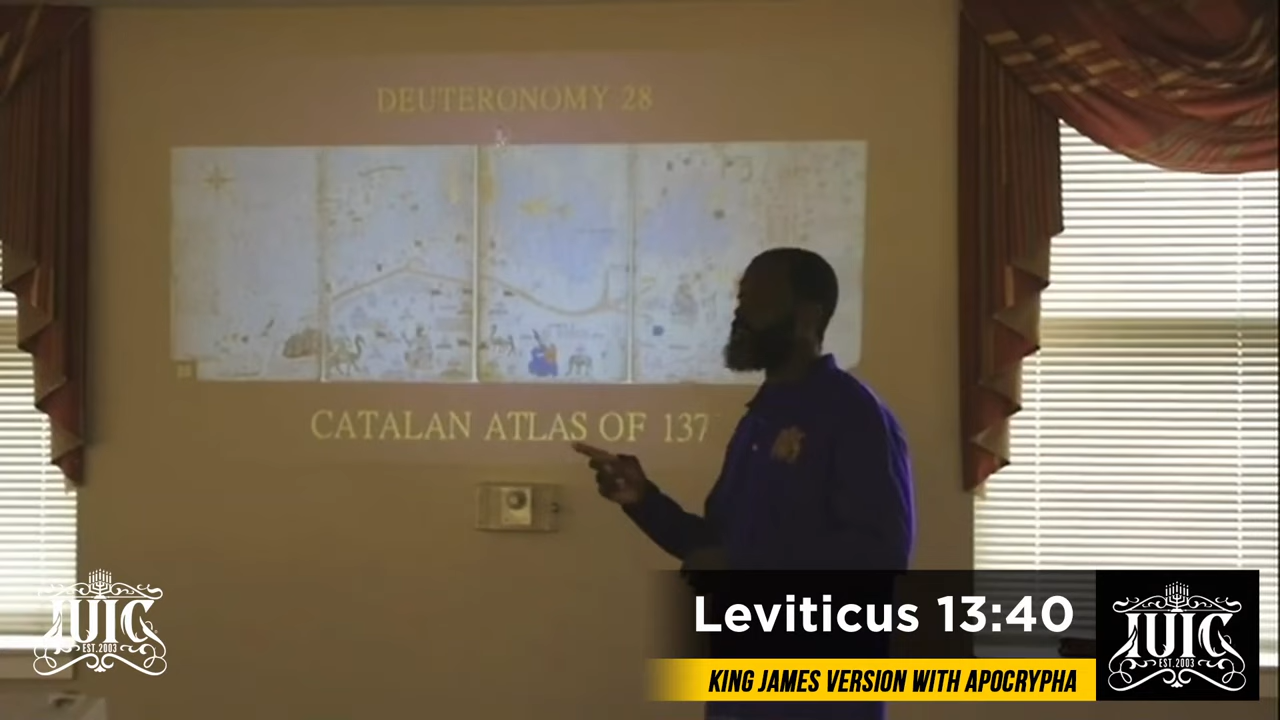 DEUTERONOMY 28
CATALAN ATLAS OF 137
IUIC
EST. 2003
Leviticus 13:40
KING JAMES VERSION WITH APOCRYPHA
IUIC
EST. 2003